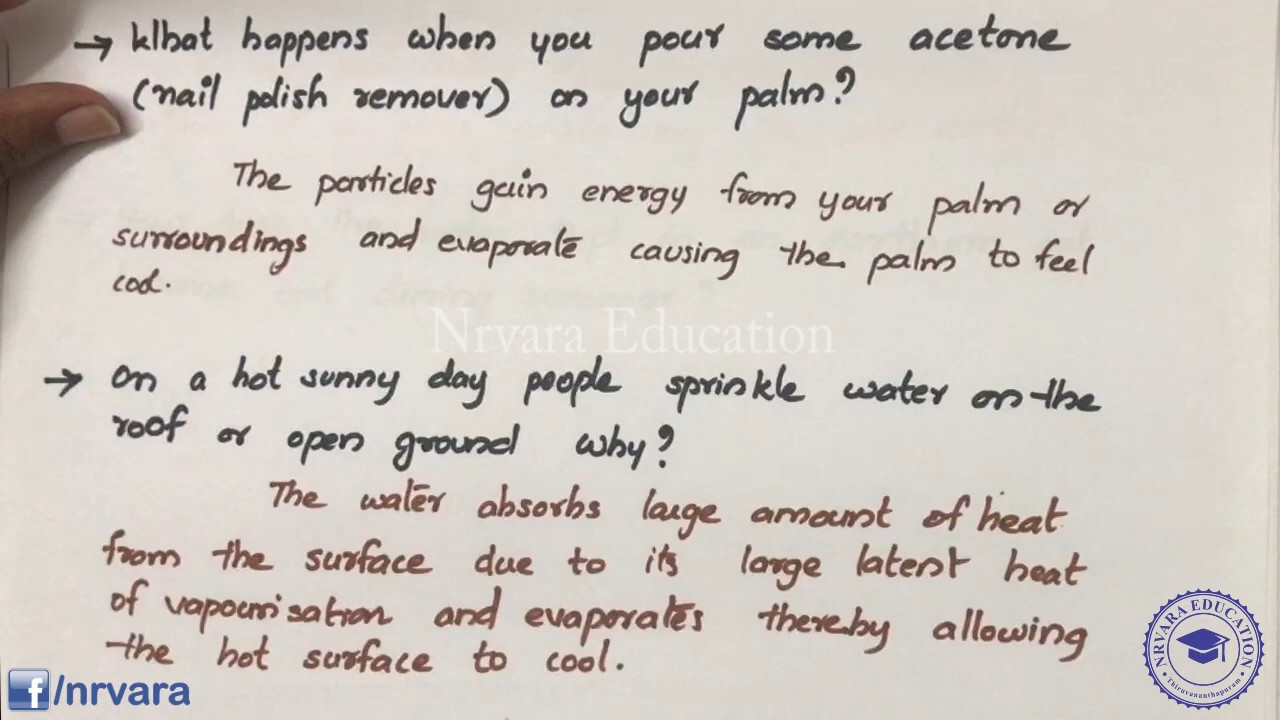 → What happens when you pour some acetone
(nail polish remover) on your palm?
The particles gain energy from your palm or
surroundings and evaporate causing the palm to feel
cool.
Nrvara Education
→ On a hot sunny day people sprinkle water on the
roof or open ground why?
The water absorbs large amount of heat
from the surface due to its large latent heat
of vapourisation and evaporates thereby allowing
the hot surface to cool.
f/nrvara
NRVARA EDUCATION
Thiruvananthapuram